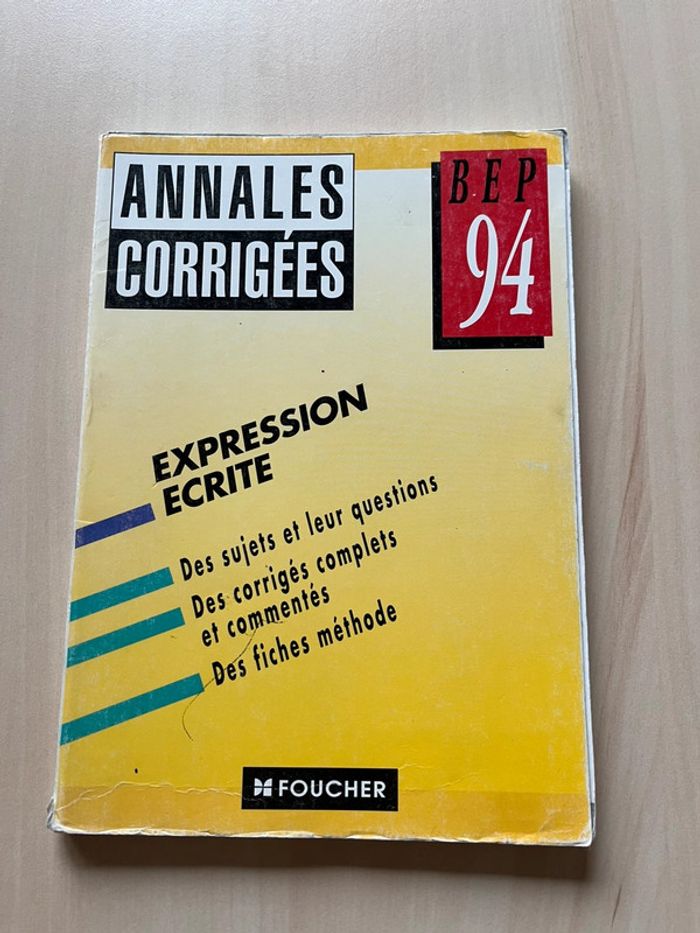 ANNALES
CORRIGÉES
BEP
94
EXPRESSION
ECRITE
Des sujets et leur questions
Des corrigés complets
et commentés
Des fiches méthode
FOUCHER